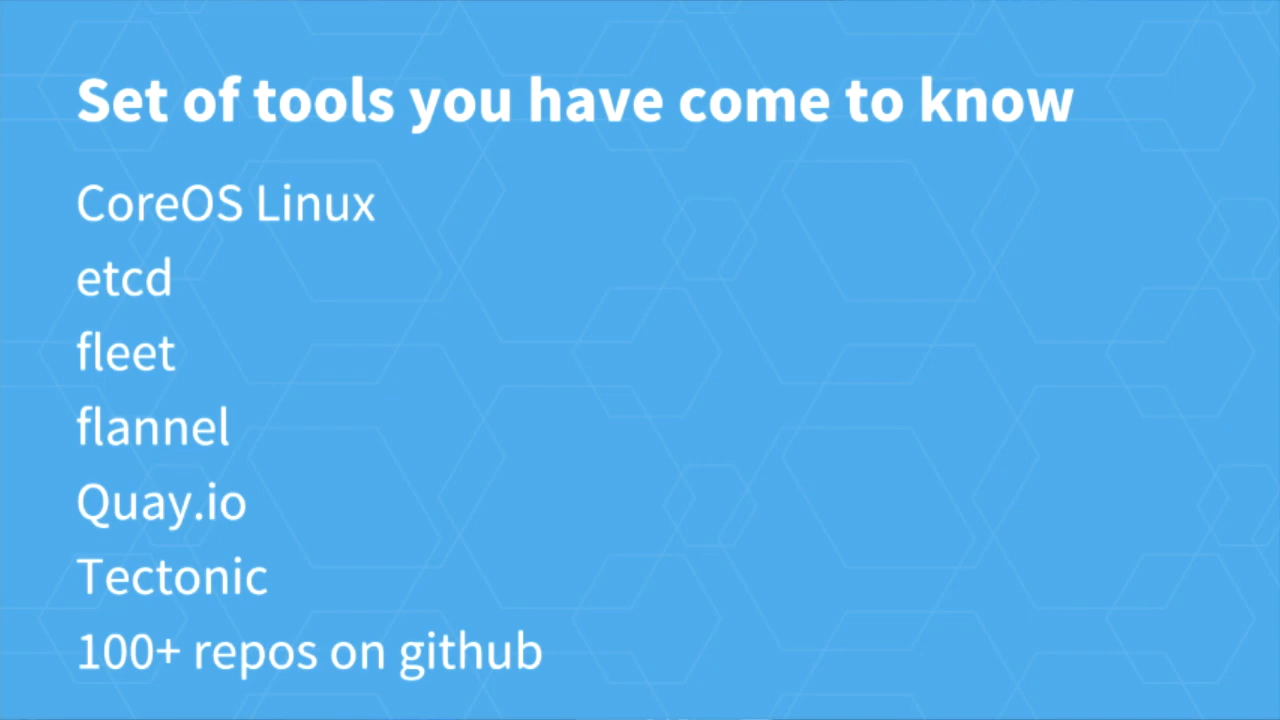 Set of tools you have come to know
CoreOS Linux
etcd
fleet
flannel
Quay.io
Tectonic
100+ repos on github